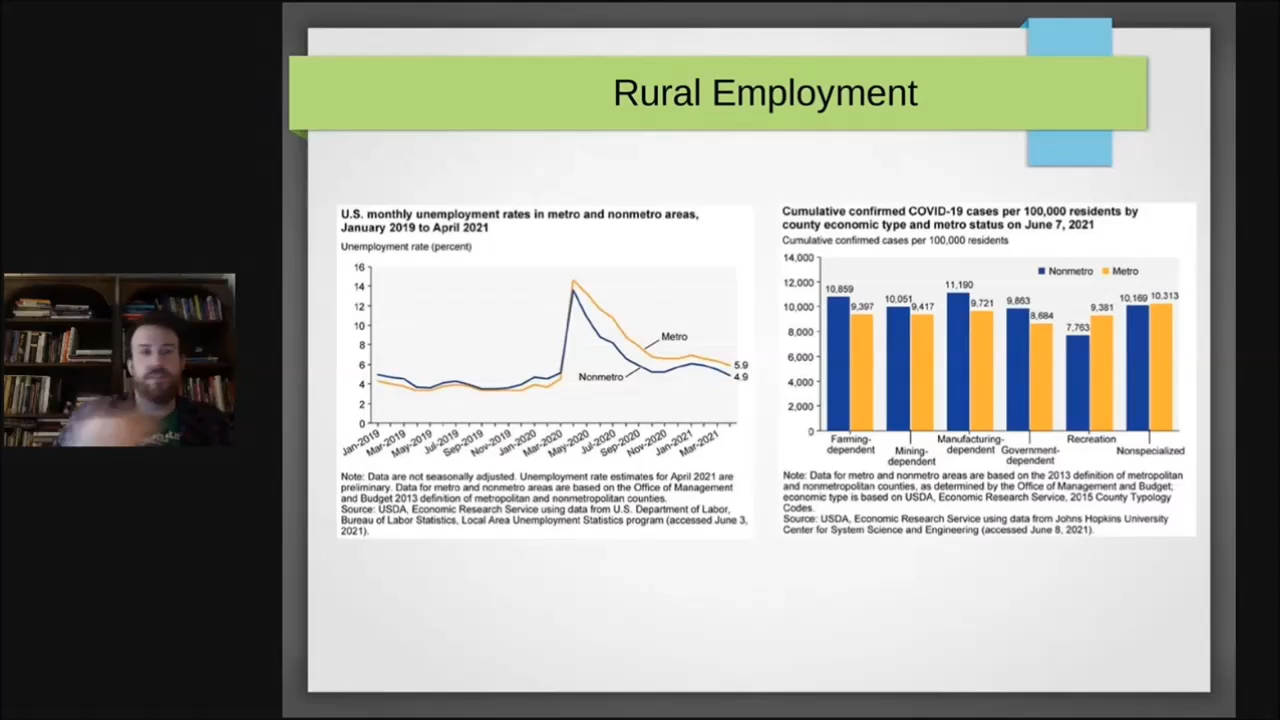 Rural Employment
U.S. monthly unemployment rates in metro and nonmetro areas,
January 2019 to April 2021
Unemployment rate (percent)
16
14
12
10
8
6
4
2
0
Metro
Nonmetro
5.9
4.9
Jan-2019
Mar-2019
May-2019
Jul-2019
Sep-2019
Nov-2019
Jan-2020
Mar-2020
May-2020
Jul-2020
Sep-2020
Nov-2020
Jan-2021
Mar-2021
Note: Data are not seasonally adjusted. Unemployment rate estimates for April 2021 are
preliminary. Data for metro and nonmetro areas are based on the Office of Management
and Budget 2013 definition of metropolitan and nonmetropolitan counties.
Source: USDA, Economic Research Service using data from U.S. Department of Labor,
Bureau of Labor Statistics, Local Area Unemployment Statistics program (accessed June 3,
2021).
Cumulative confirmed COVID-19 cases per 100,000 residents by
county economic type and metro status on June 7, 2021
Cumulative confirmed cases per 100,000 residents
14,000
12,000
10,000
8,000
6,000
4,000
2,000
0
Nonmetro Metro
10,859
9,397
10,051
9,417
11,190
9,721
9,863
8,684
7,763
9,381
10,169
10,313
Farming-
dependent
Mining-
dependent
Manufacturing-
dependent
Government-
dependent
Recreation
Nonspecialized
Note: Data for metro and nonmetro areas are based on the 2013 definition of metropolitan
and nonmetropolitan counties, as determined by the Office of Management and Budget;
economic type is based on USDA, Economic Research Service, 2015 County Typology
Codes.
Source: USDA, Economic Research Service using data from Johns Hopkins University
Center for System Science and Engineering (accessed June 8, 2021).